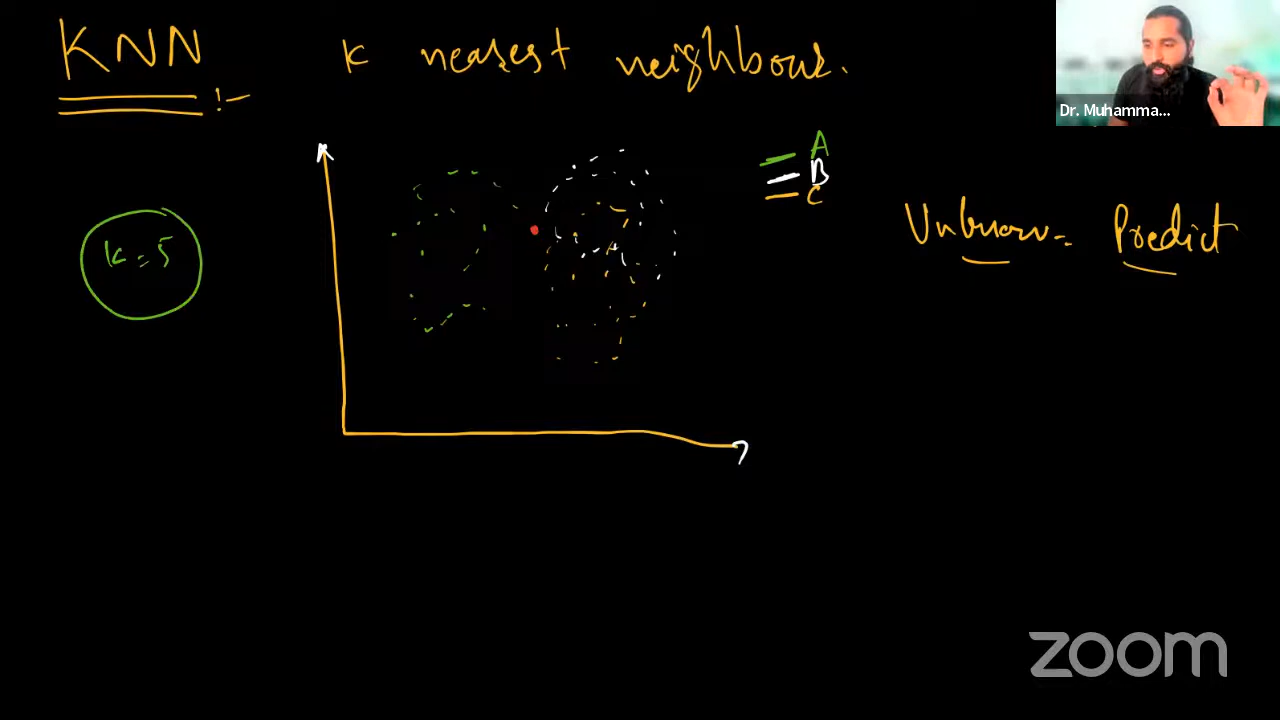 KNN :- K nearest neighbour.
Dr. Muhamma...
A
B
C
Unknown = Predict
K = 5
zoom